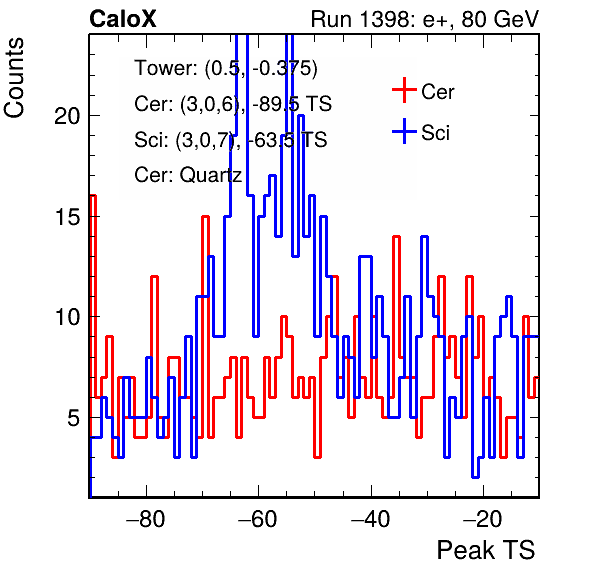 CaloX Run 1398: e+, 80 GeV
Counts
Tower: (0.5, -0.375)
Cer: (3,0,6), -89.5 TS
Sci: (3,0,7), -63.5 TS
Cer: Quartz
Cer
Sci
20
15
10
5
−80 −60 −40 −20
Peak TS